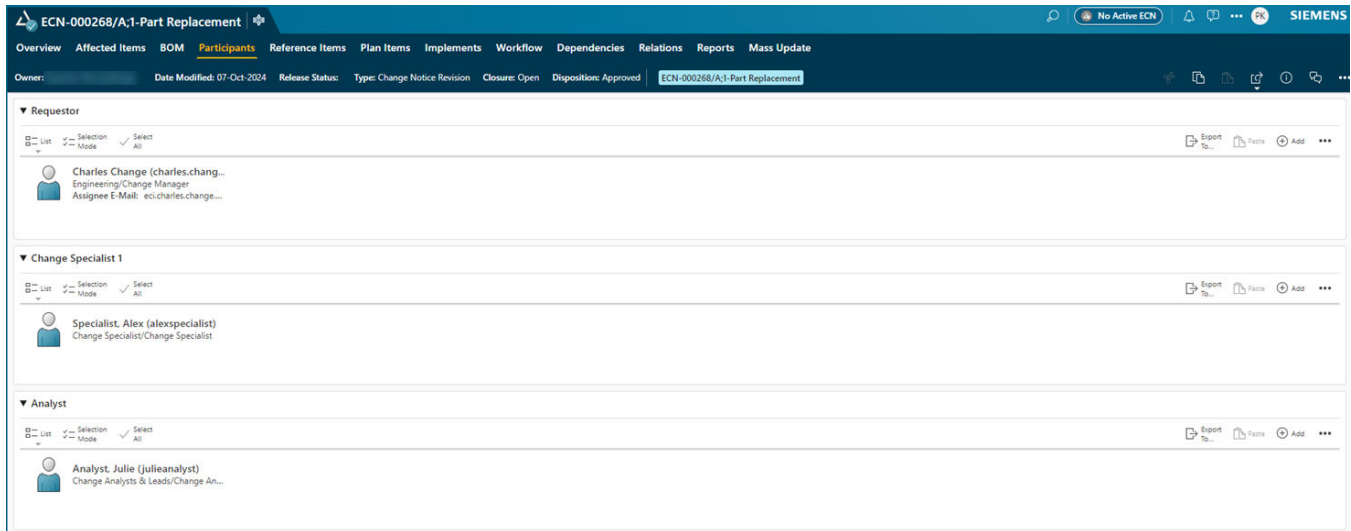 ECN-000268/A;1-Part Replacement
No Active ECN
PK
SIEMENS
Overview Affected Items BOM Participants Reference Items Plan Items Implements Workflow Dependencies Relations Reports Mass Update
Owner: Date Modified: 07-Oct-2024 Release Status: Type: Change Notice Revision Closure: Open Disposition: Approved ECN-000268/A;1-Part Replacement
Requestor
List Selection Mode Select All Export To... Paste Add
Charles Change (charles.chang...
Engineering/Change Manager
Assignee E-Mail: eci.charles.change....
Change Specialist 1
List Selection Mode Select All Export To... Paste Add
Specialist, Alex (alexspecialist)
Change Specialist/Change Specialist
Analyst
List Selection Mode Select All Export To... Paste Add
Analyst, Julie (julieanalyst)
Change Analysts & Leads/Change An...